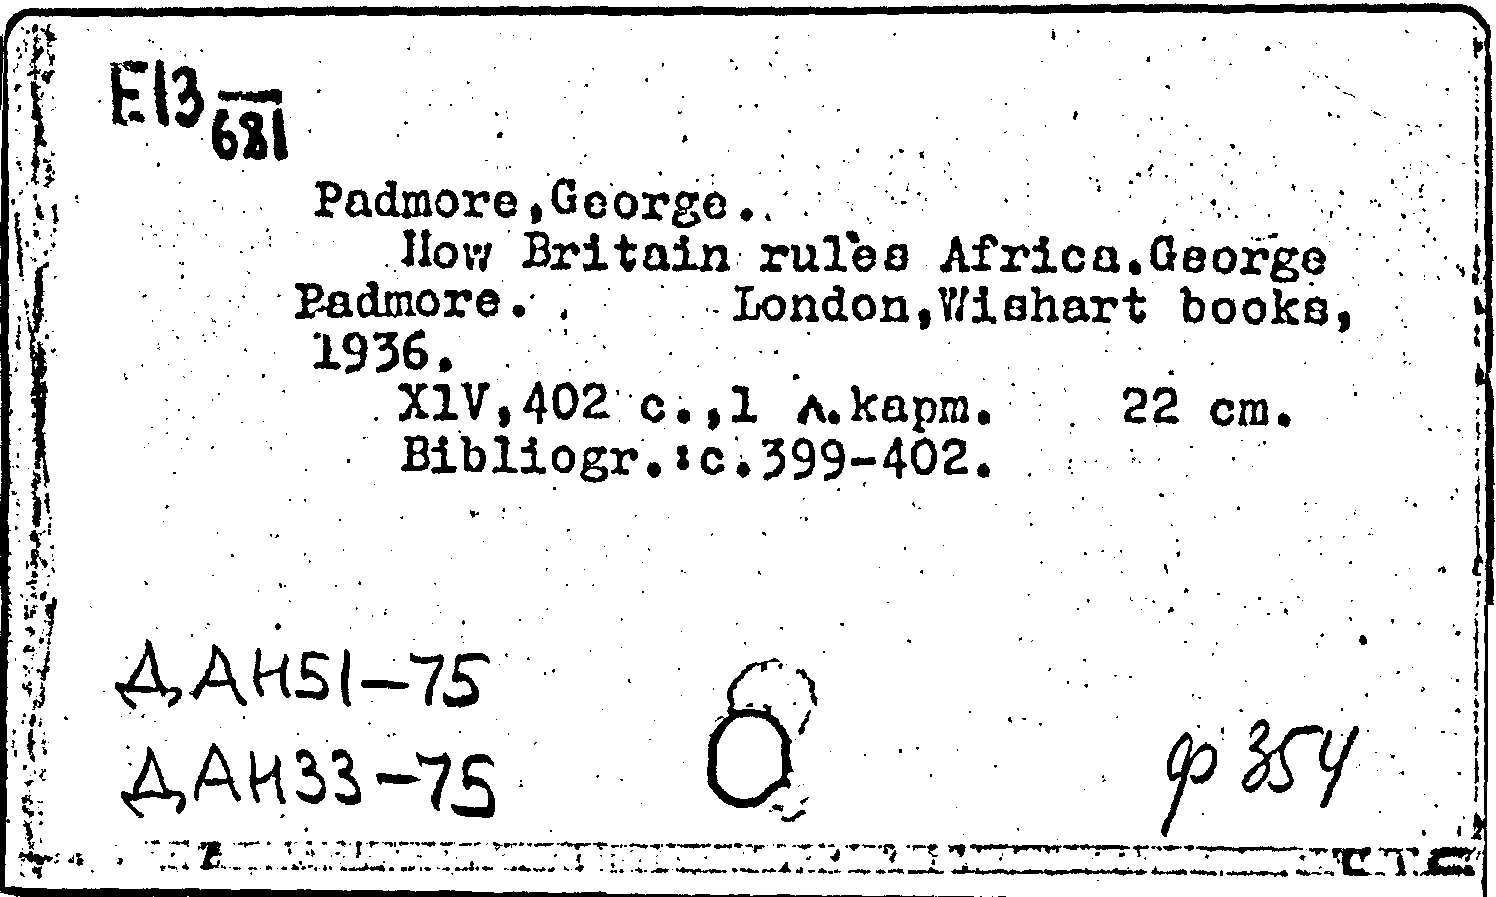 E13
681
Padmore,George.
How Britain rules Africa.George
Padmore. London,Wishart books,
1936.
XlV,402 c.,1 л.карт. 22 cm.
Bibliogr.:c.399-402.
ДАН51-75
ДАН33-75
ф 354